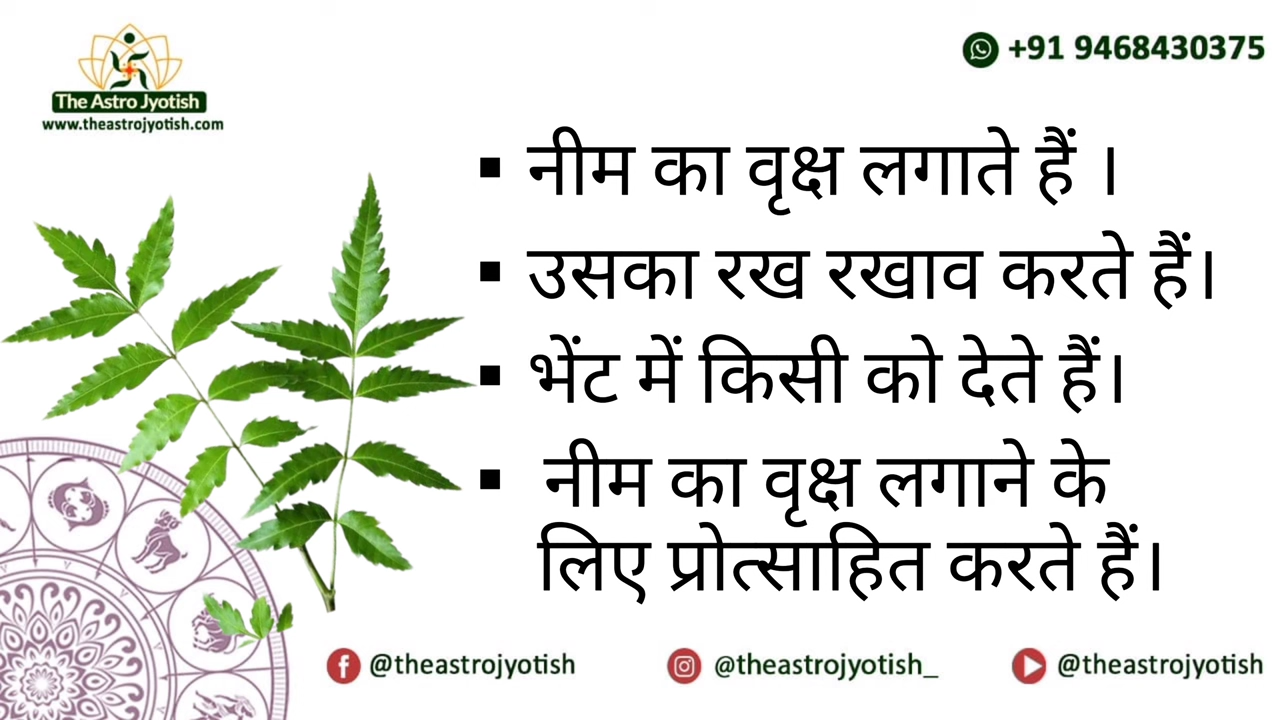 The Astro Jyotish
www.theastrojyotish.com
+91 9468430375
▪ नीम का वृक्ष लगाते हैं ।
▪ उसका रख रखाव करते हैं।
▪ भेंट में किसी को देते हैं।
▪ नीम का वृक्ष लगाने के
लिए प्रोत्साहित करते हैं।
@theastrojyotish
@theastrojyotish_
@theastrojyotish